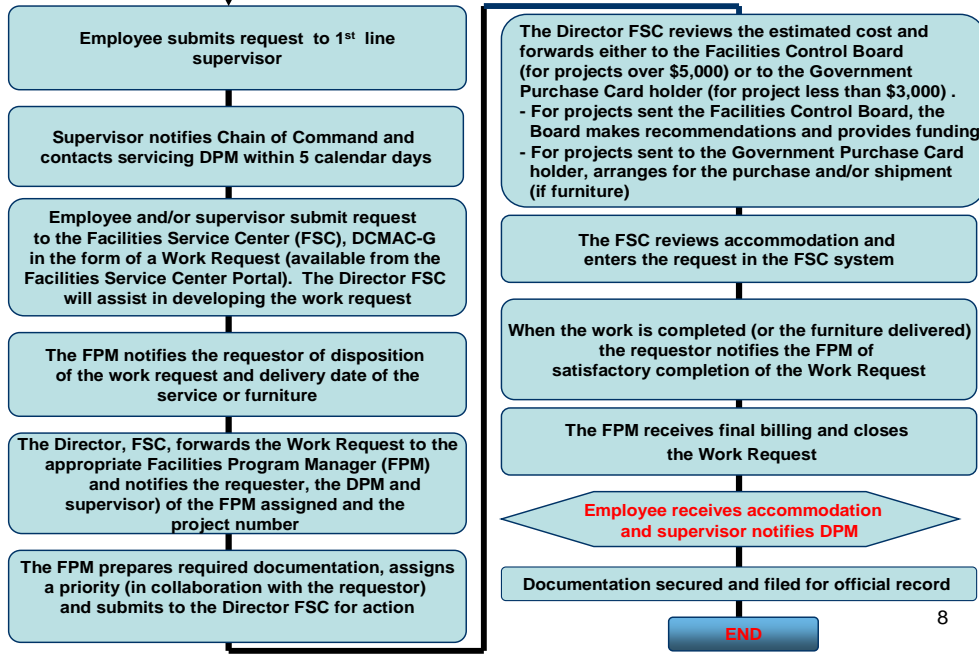 Employee submits request to 1st line
supervisor
Supervisor notifies Chain of Command and
contacts servicing DPM within 5 calendar days
Employee and/or supervisor submit request
to the Facilities Service Center (FSC), DCMAC-G
in the form of a Work Request (available from the
Facilities Service Center Portal). The Director FSC
will assist in developing the work request
The FPM notifies the requestor of disposition
of the work request and delivery date of the
service or furniture
The Director, FSC, forwards the Work Request to the
appropriate Facilities Program Manager (FPM)
and notifies the requester, the DPM and
supervisor) of the FPM assigned and the
project number
The FPM prepares required documentation, assigns
a priority (in collaboration with the requestor)
and submits to the Director FSC for action
The Director FSC reviews the estimated cost and
forwards either to the Facilities Control Board
(for projects over $5,000) or to the Government
Purchase Card holder (for project less than $3,000) .
- For projects sent the Facilities Control Board, the
Board makes recommendations and provides funding
- For projects sent to the Government Purchase Card
holder, arranges for the purchase and/or shipment
(if furniture)
The FSC reviews accommodation and
enters the request in the FSC system
When the work is completed (or the furniture delivered)
the requestor notifies the FPM of
satisfactory completion of the Work Request
The FPM receives final billing and closes
the Work Request
Employee receives accommodation
and supervisor notifies DPM
Documentation secured and filed for official record
END
8